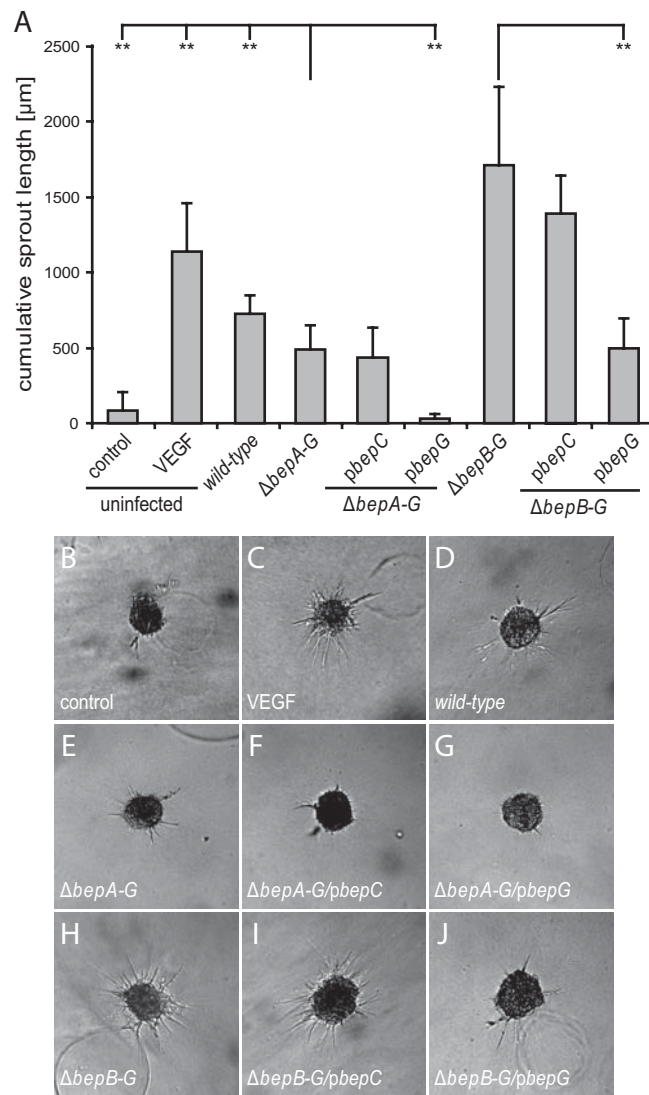 A
** ** ** ** **
cumulative sprout length [µm]
2500
2000
1500
1000
500
0
control
VEGF
wild-type
ΔbepA-G
pbepC
pbepG
ΔbepB-G
pbepC
pbepG
uninfected
ΔbepA-G
ΔbepB-G
B
control
C
VEGF
D
wild-type
E
ΔbepA-G
F
ΔbepA-G/pbepC
G
ΔbepA-G/pbepG
H
ΔbepB-G
I
ΔbepB-G/pbepC
J
ΔbepB-G/pbepG